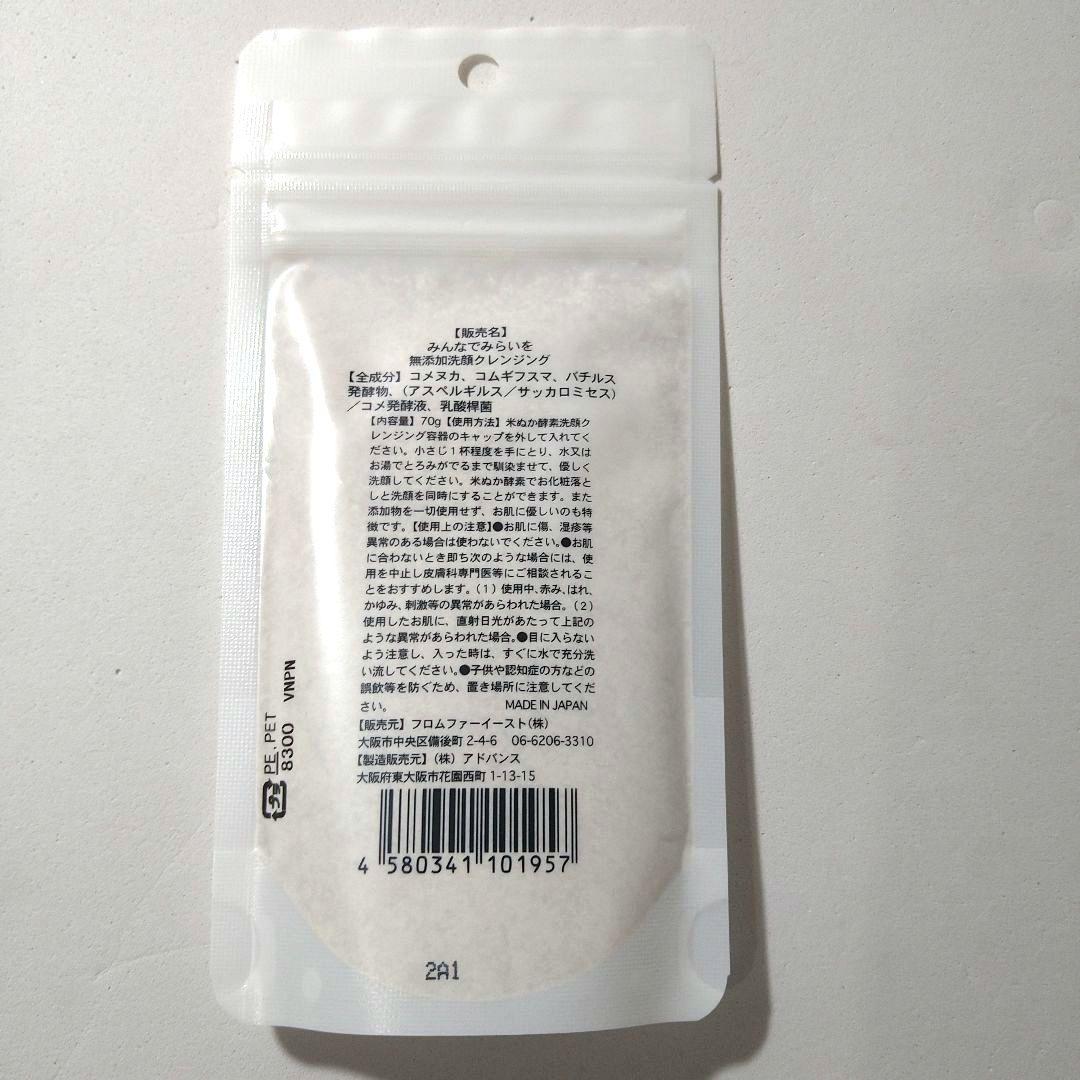 【販売名】
みんなでみらいを
無添加洗顔クレンジング
【全成分】コメヌカ、コムギフスマ、バチルス
発酵物、（アスペルギルス／サッカロミセス）
／コメ発酵液、乳酸桿菌
【内容量】70g【使用方法】米ぬか酵素洗顔ク
レンジング容器のキャップを外して入れてく
ださい。小さじ1杯程度を手にとり、水又は
お湯でとろみがでるまで馴染ませて、優しく
洗顔してください。米ぬか酵素でお化粧落と
しと洗顔を同時にすることができます。また
添加物を一切使用せず、お肌に優しいのも特
徴です。【使用上の注意】●お肌に傷、湿疹等
異常のある場合は使わないでください。●お肌
に合わないとき即ち次のような場合には、使
用を中止し皮膚科専門医等にご相談されるこ
とをおすすめします。（1）使用中、赤み、はれ、
かゆみ、刺激等の異常があらわれた場合。（2）
使用したお肌に、直射日光があたって上記の
ような異常があらわれた場合。●目に入らない
よう注意し、入った時は、すぐに水で充分洗
い流してください。●子供や認知症の方などの
誤飲等を防ぐため、置き場所に注意してくだ
さい。 MADE IN JAPAN
【販売元】フロムファーイースト（株）
大阪市中央区備後町 2-4-6 06-6206-3310
【製造販売元】（株）アドバンス
大阪府東大阪市花園西町 1-13-15
4 580341 101957
2A1
プラ PE、PET
8300 VNPN